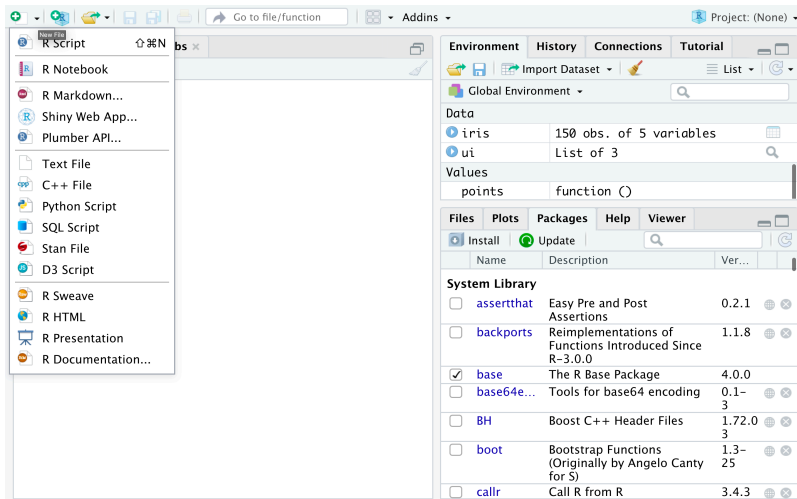 Go to file/function
Addins
Project: (None)
New File
R Script ⇧⌘N
R Notebook
R Markdown...
Shiny Web App...
Plumber API...
Text File
C++ File
Python Script
SQL Script
Stan File
D3 Script
R Sweave
R HTML
R Presentation
R Documentation...
bs
Environment History Connections Tutorial
Import Dataset
List
Global Environment
Data
iris 150 obs. of 5 variables
ui List of 3
Values
points function ()
Files Plots Packages Help Viewer
Install Update
Name Description Ver...
System Library
assertthat Easy Pre and Post Assertions 0.2.1
backports Reimplementations of Functions Introduced Since R-3.0.0 1.1.8
base The R Base Package 4.0.0
base64e... Tools for base64 encoding 0.1-3
BH Boost C++ Header Files 1.72.03
boot Bootstrap Functions (Originally by Angelo Canty for S) 1.3-25
callr Call R from R 3.4.3